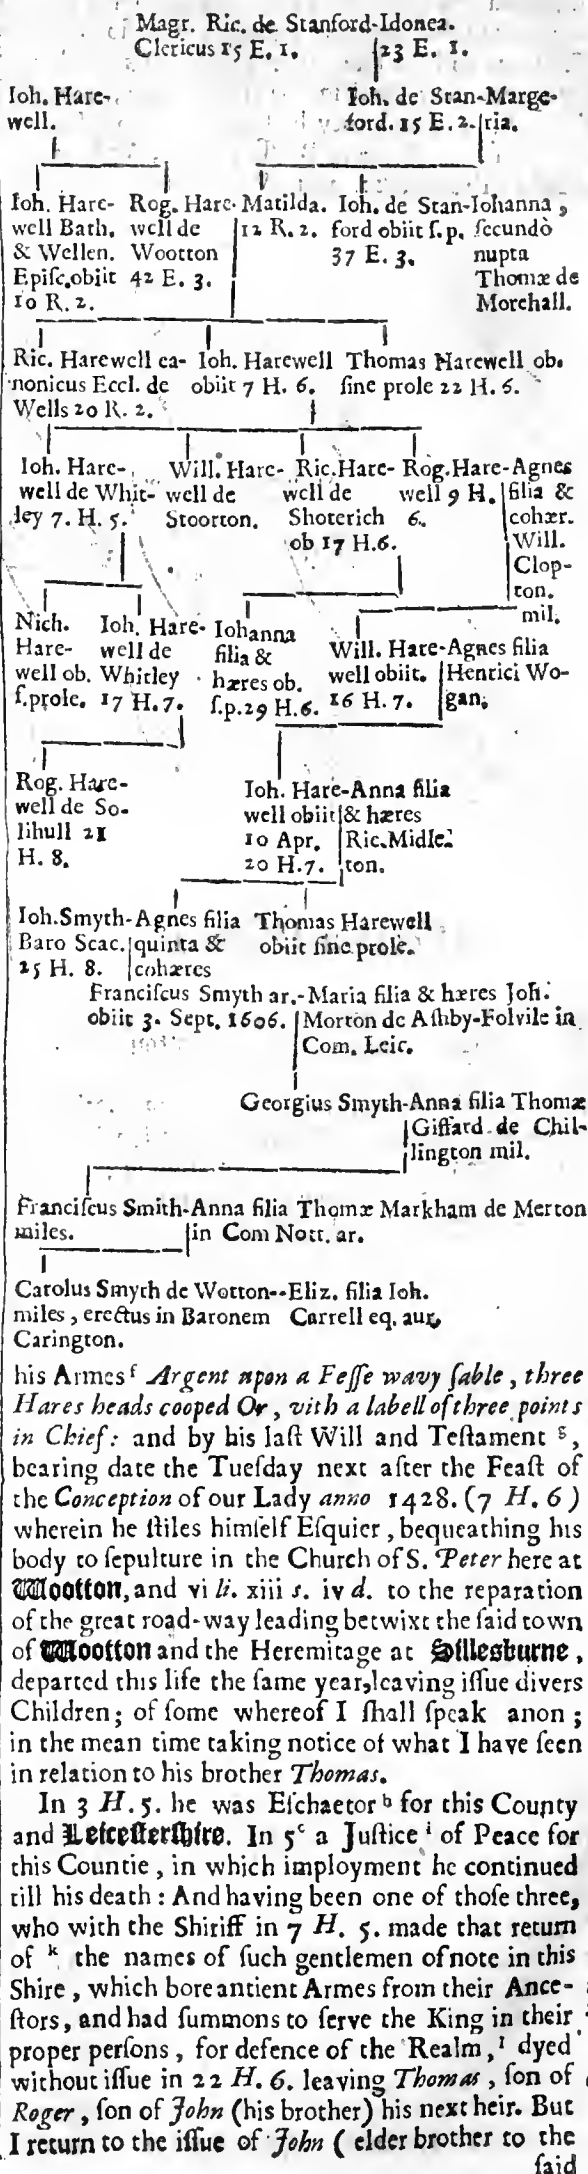 Magr. Ric. de Stanford-Idonea.
Clericus 15 E. 1. 23 E. 1.
Ioh. Hare-
well.
Ioh. de Stan-Marge-
ford. 15 E. 2. ria.
Ioh. Hare-
well Bath.
& Wellen.
Episc. obiit
10 R. 2.
Rog. Hare-
well de
Wootton
42 E. 3.
Matilda.
12 R. 2.
Ioh. de Stan-
ford obiit s. p.
37 E. 3.
Iohanna,
secundò
nupta
Thomæ de
Morehall.
Ric. Harewell ca-
nonicus Eccl. de
Wells 20 R. 2.
Ioh. Harewell
obiit 7 H. 6.
Thomas Harewell ob.
sine prole 22 H. 6.
Ioh. Hare-
well de Whit-
ley 7. H. 5.
Will. Hare-
well de
Stoorton.
Ric. Hare-
well de
Shoterich
ob 17 H.6.
Rog. Hare-
well 9 H.
6.
Agnes
filia &
cohær.
Will.
Clop-
ton.
mil.
Nich.
Hare-
well ob.
s.prole.
Ioh. Hare-
well de
Whitley
17 H. 7.
Iohanna
filia &
hæres ob.
s.p.29 H.6.
Will. Hare-
well obiit.
16 H. 7.
Agnes filia
Henrici Wo-
gan.
Rog. Hare-
well de So-
lihull 21
H. 8.
Ioh. Hare-
well obiit
10 Apr.
20 H.7.
Anna filia
& hæres
Ric. Midle-
ton.
Ioh. Smyth-
Baro Scac.
25 H. 8.
Agnes filia
quinta &
cohæres
Thomas Harewell
obiit sine prole.
Franciscus Smyth ar.-Maria filia & hæres Joh.
obiit 3. Sept. 1606. Morton de Ashby-Folvile in
Com. Leic.
Georgius Smyth-Anna filia Thomæ
Giffard de Chil-
lington mil.
Franciscus Smith-Anna filia Thomæ Markham de Merton
miles. in Com Nott. ar.
Carolus Smyth de Wotton--Eliz. filia Ioh.
miles, erectus in Baronem Carrell eq. aur.
Carington.
his Armes f Argent upon a Fesse wavy sable, three
Hares heads cooped Or, vith a labell of three points
in Chief: and by his last Will and Testament g,
bearing date the Tuesday next after the Feast of
the Conception of our Lady anno 1428. (7 H. 6)
wherein he stiles himself Esquier, bequeathing his
body to sepulture in the Church of S. Peter here at
Wootton, and vi li. xiii s. iv d. to the reparation
of the great road-way leading betwixt the said town
of Wootton and the Heremitage at Sillesburne,
departed this life the same year, leaving issue divers
Children; of some whereof I shall speak anon;
in the mean time taking notice of what I have seen
in relation to his brother Thomas.
In 3 H. 5. he was Eschaetor h for this County
and Leicestershire. In 5 c a Justice i of Peace for
this Countie, in which imployment he continued
till his death: And having been one of those three,
who with the Shiriff in 7 H. 5. made that return
of k the names of such gentlemen of note in this
Shire, which bore antient Armes from their Ance-
stors, and had summons to serve the King in their
proper persons, for defence of the Realm, l dyed
without issue in 22 H. 6. leaving Thomas, son of
Roger, son of John (his brother) his next heir. But
I return to the issue of John (elder brother to the
said